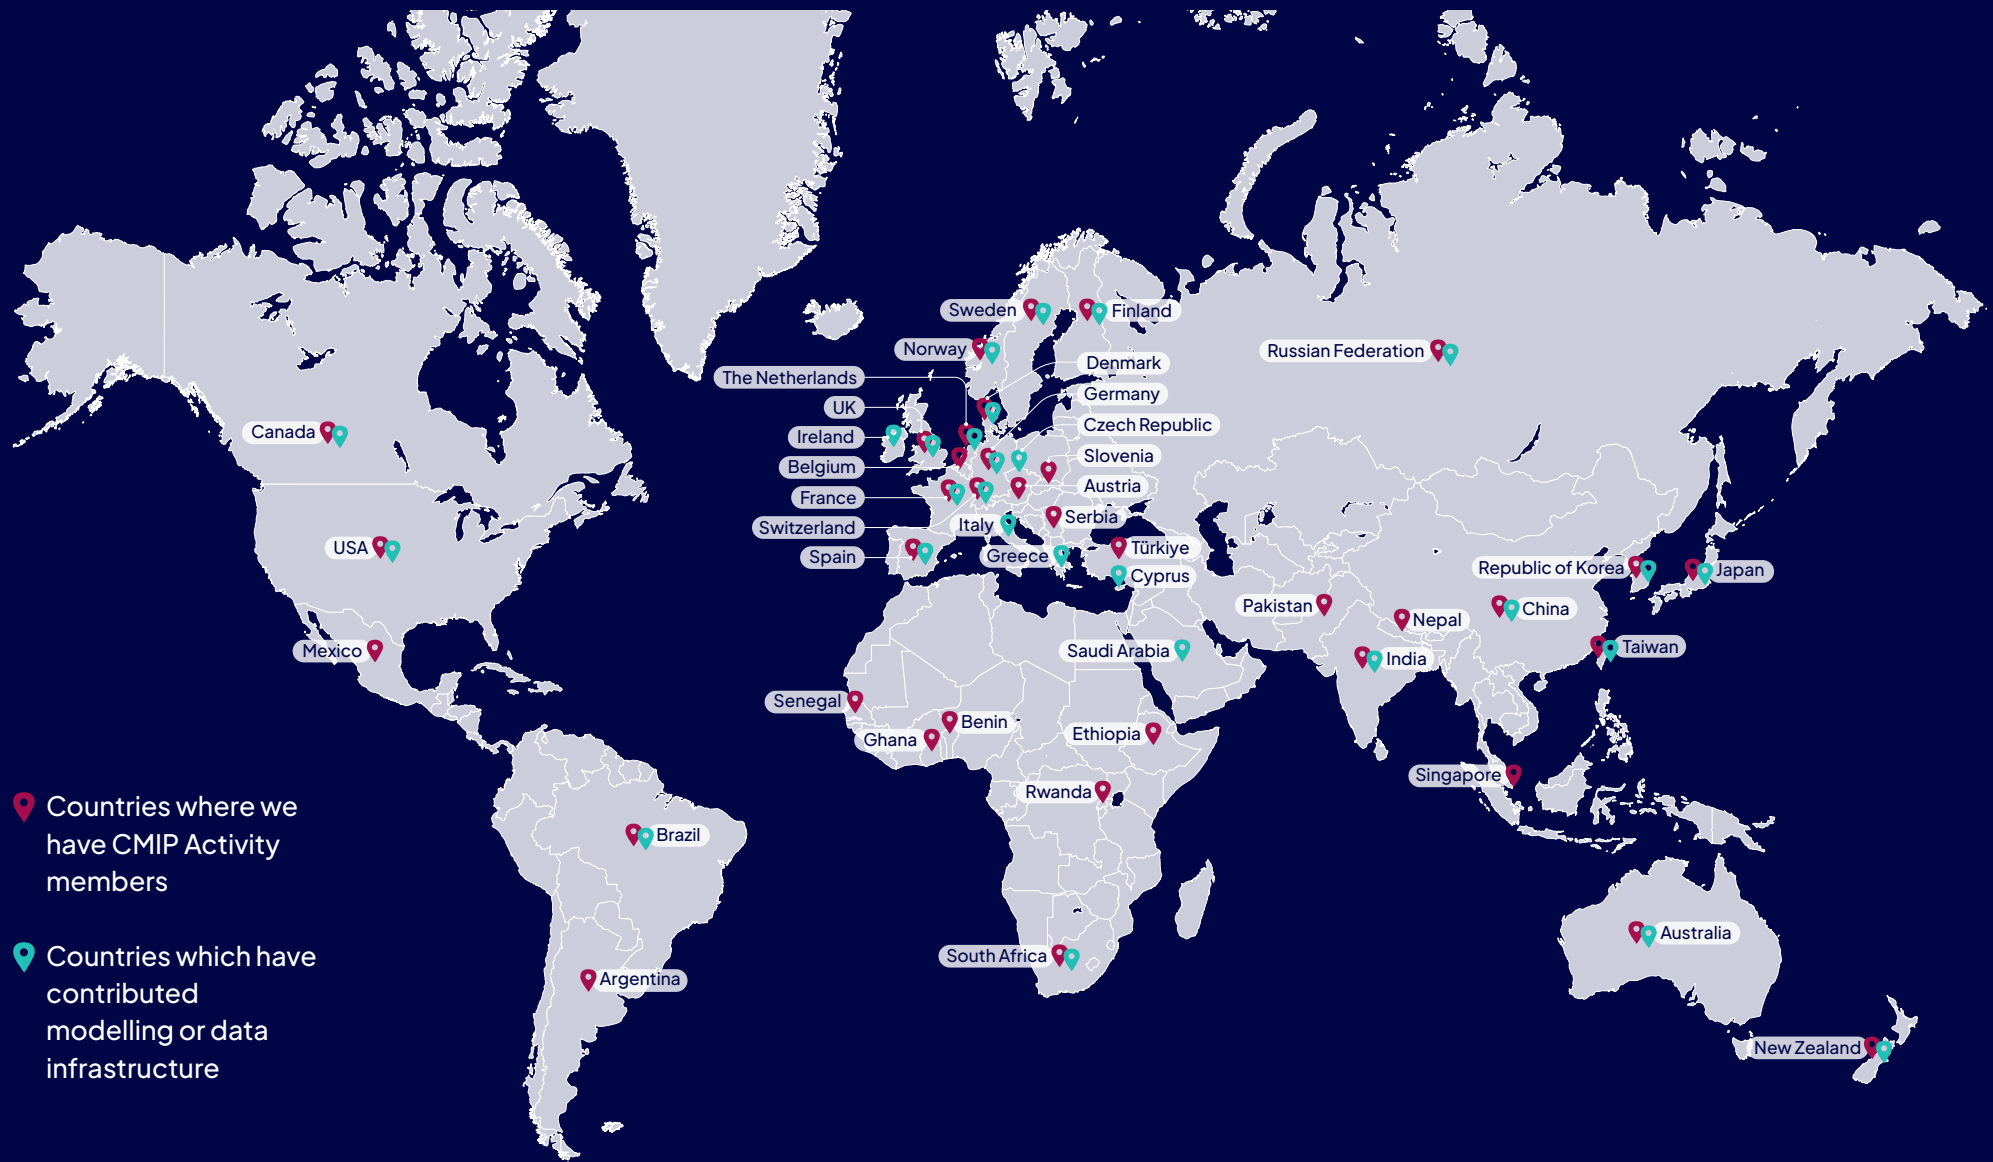 Sweden
Finland
Norway
Russian Federation
Denmark
The Netherlands
Germany
UK
Czech Republic
Canada
Ireland
Slovenia
Belgium
Austria
France
Serbia
Switzerland
Italy
USA
Türkiye
Spain
Greece
Republic of Korea
Japan
Cyprus
Pakistan
China
Nepal
Mexico
Saudi Arabia
India
Taiwan
Senegal
Benin
Ghana
Ethiopia
Singapore
Rwanda
Brazil
Australia
South Africa
Argentina
New Zealand
Countries where we
have CMIP Activity
members
Countries which have
contributed
modelling or data
infrastructure